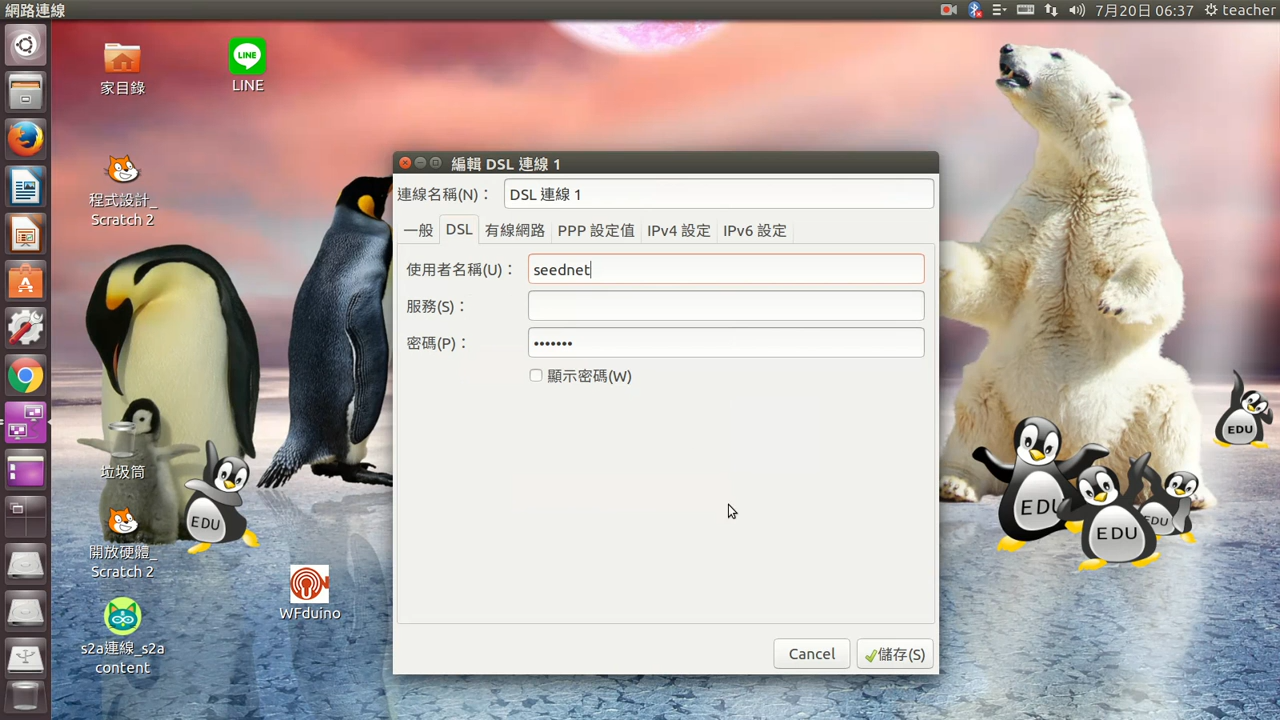 網路連線
7月20日 06:37
teacher
家目錄
LINE
LINE
程式設計_
Scratch 2
垃圾筒
開放硬體_
Scratch 2
WFduino
s2a連線_s2a
content
編輯 DSL 連線 1
連線名稱(N)：
DSL 連線 1
一般
DSL
有線網路
PPP 設定值
IPv4 設定
IPv6 設定
使用者名稱(U)：
seednet
服務(S)：
密碼(P)：
•••••••
顯示密碼(W)
Cancel
儲存(S)
EDU
EDU
EDU
EDU
EDU